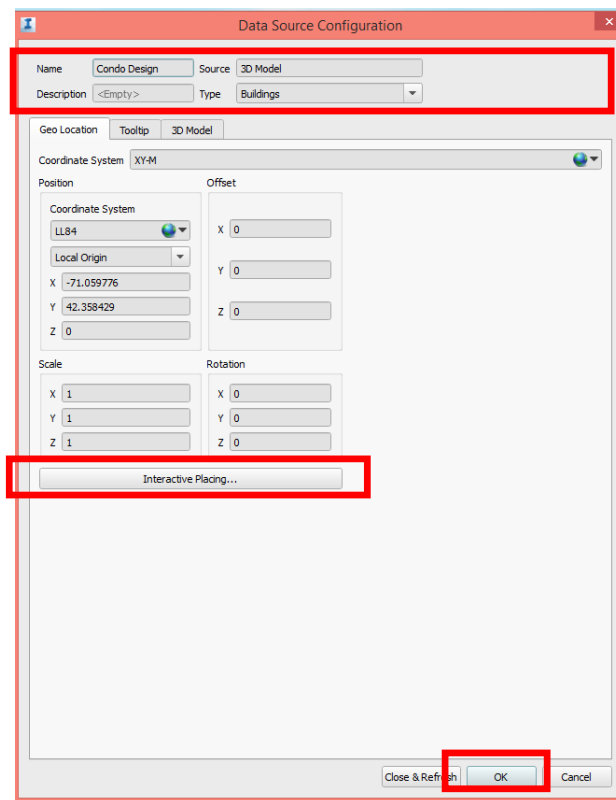 Data Source Configuration
Name Condo Design Source 3D Model
Description <Empty> Type Buildings
Geo Location Tooltip 3D Model
Coordinate System XY-M
Position Offset
Coordinate System
LL84 X 0
Local Origin
X -71.059776 Y 0
Y 42.358429
Z 0 Z 0
Scale Rotation
X 1 X 0
Y 1 Y 0
Z 1 Z 0
Interactive Placing...
Close & Refresh OK Cancel